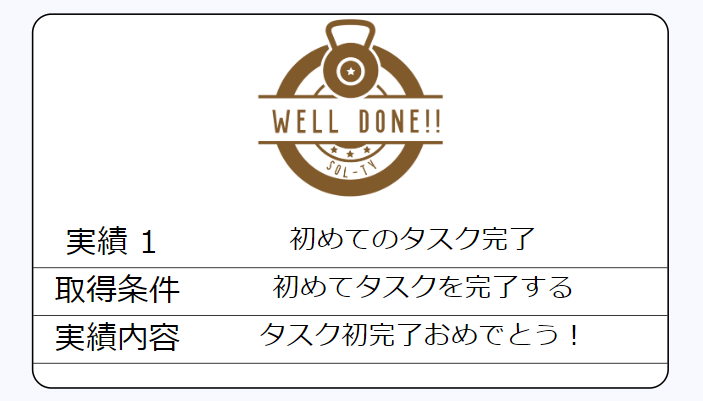 WELL DONE!!
SOL-TY
実績 1 初めてのタスク完了
取得条件 初めてタスクを完了する
実績内容 タスク初完了おめでとう！